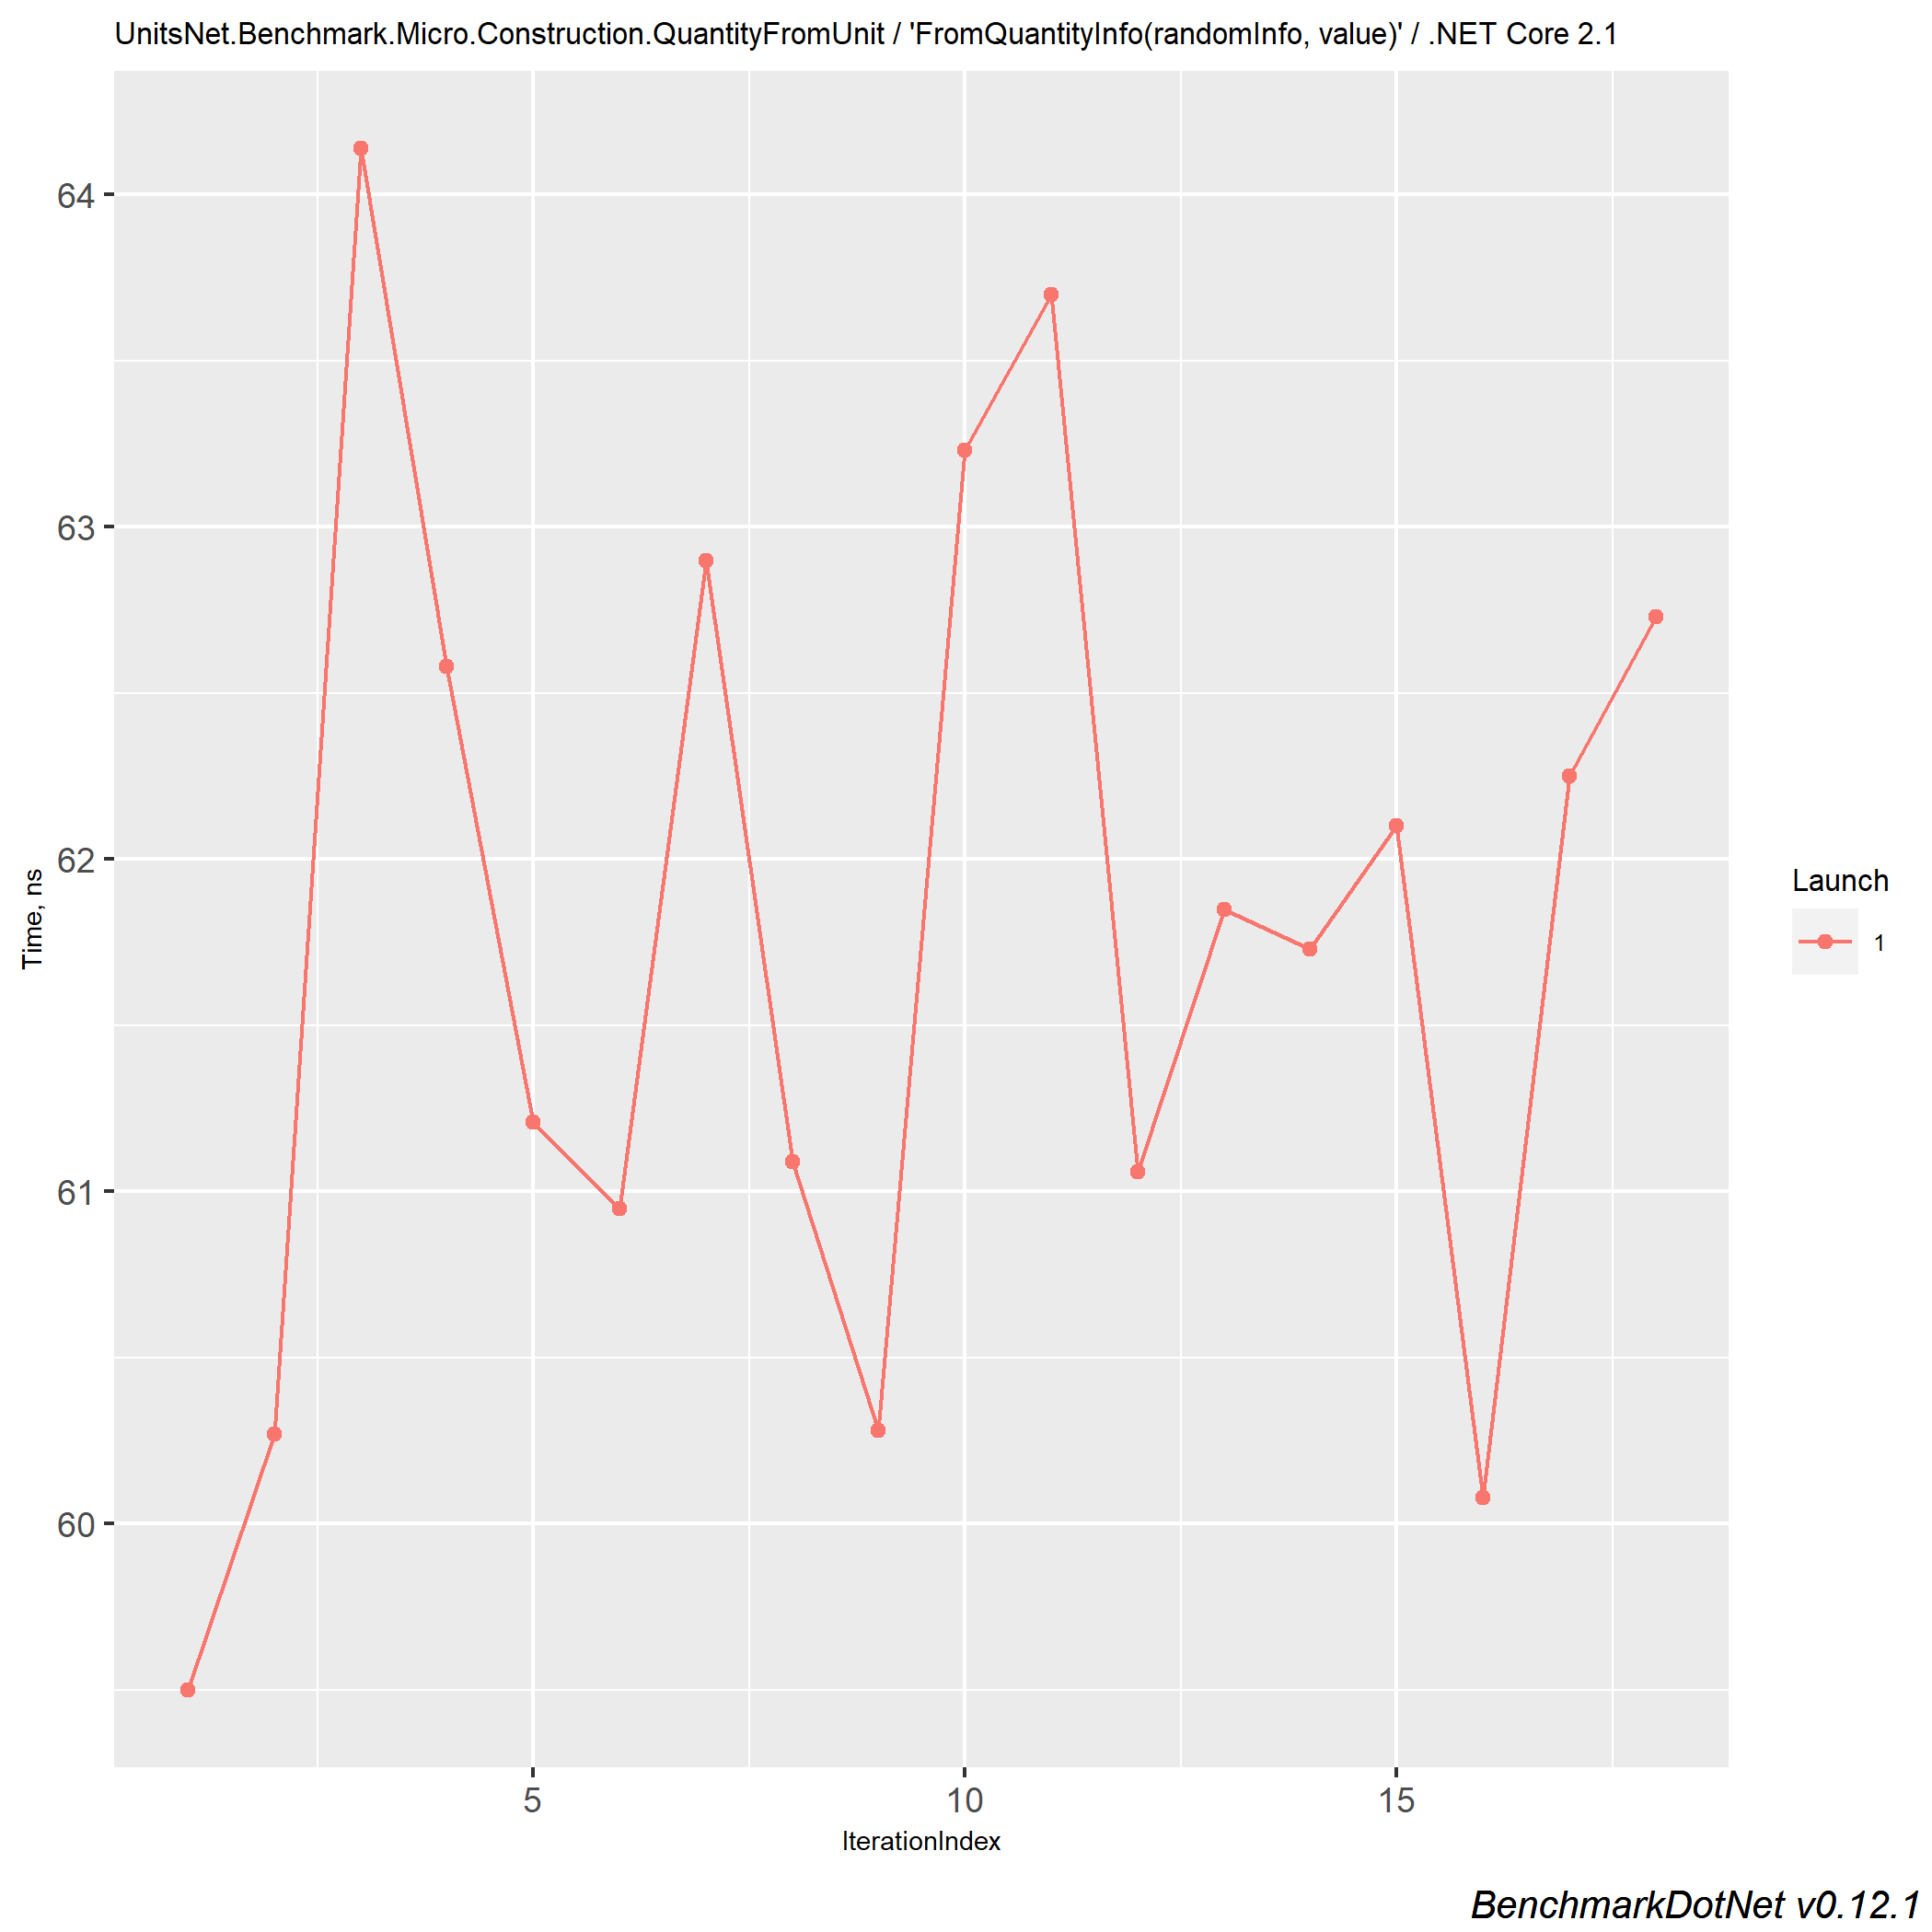 UnitsNet.Benchmark.Micro.Construction.QuantityFromUnit / 'FromQuantityInfo(randomInfo, value)' / .NET Core 2.1
64
63
62
61
60
Time, ns
5 10 15
IterationIndex
Launch
1
BenchmarkDotNet v0.12.1